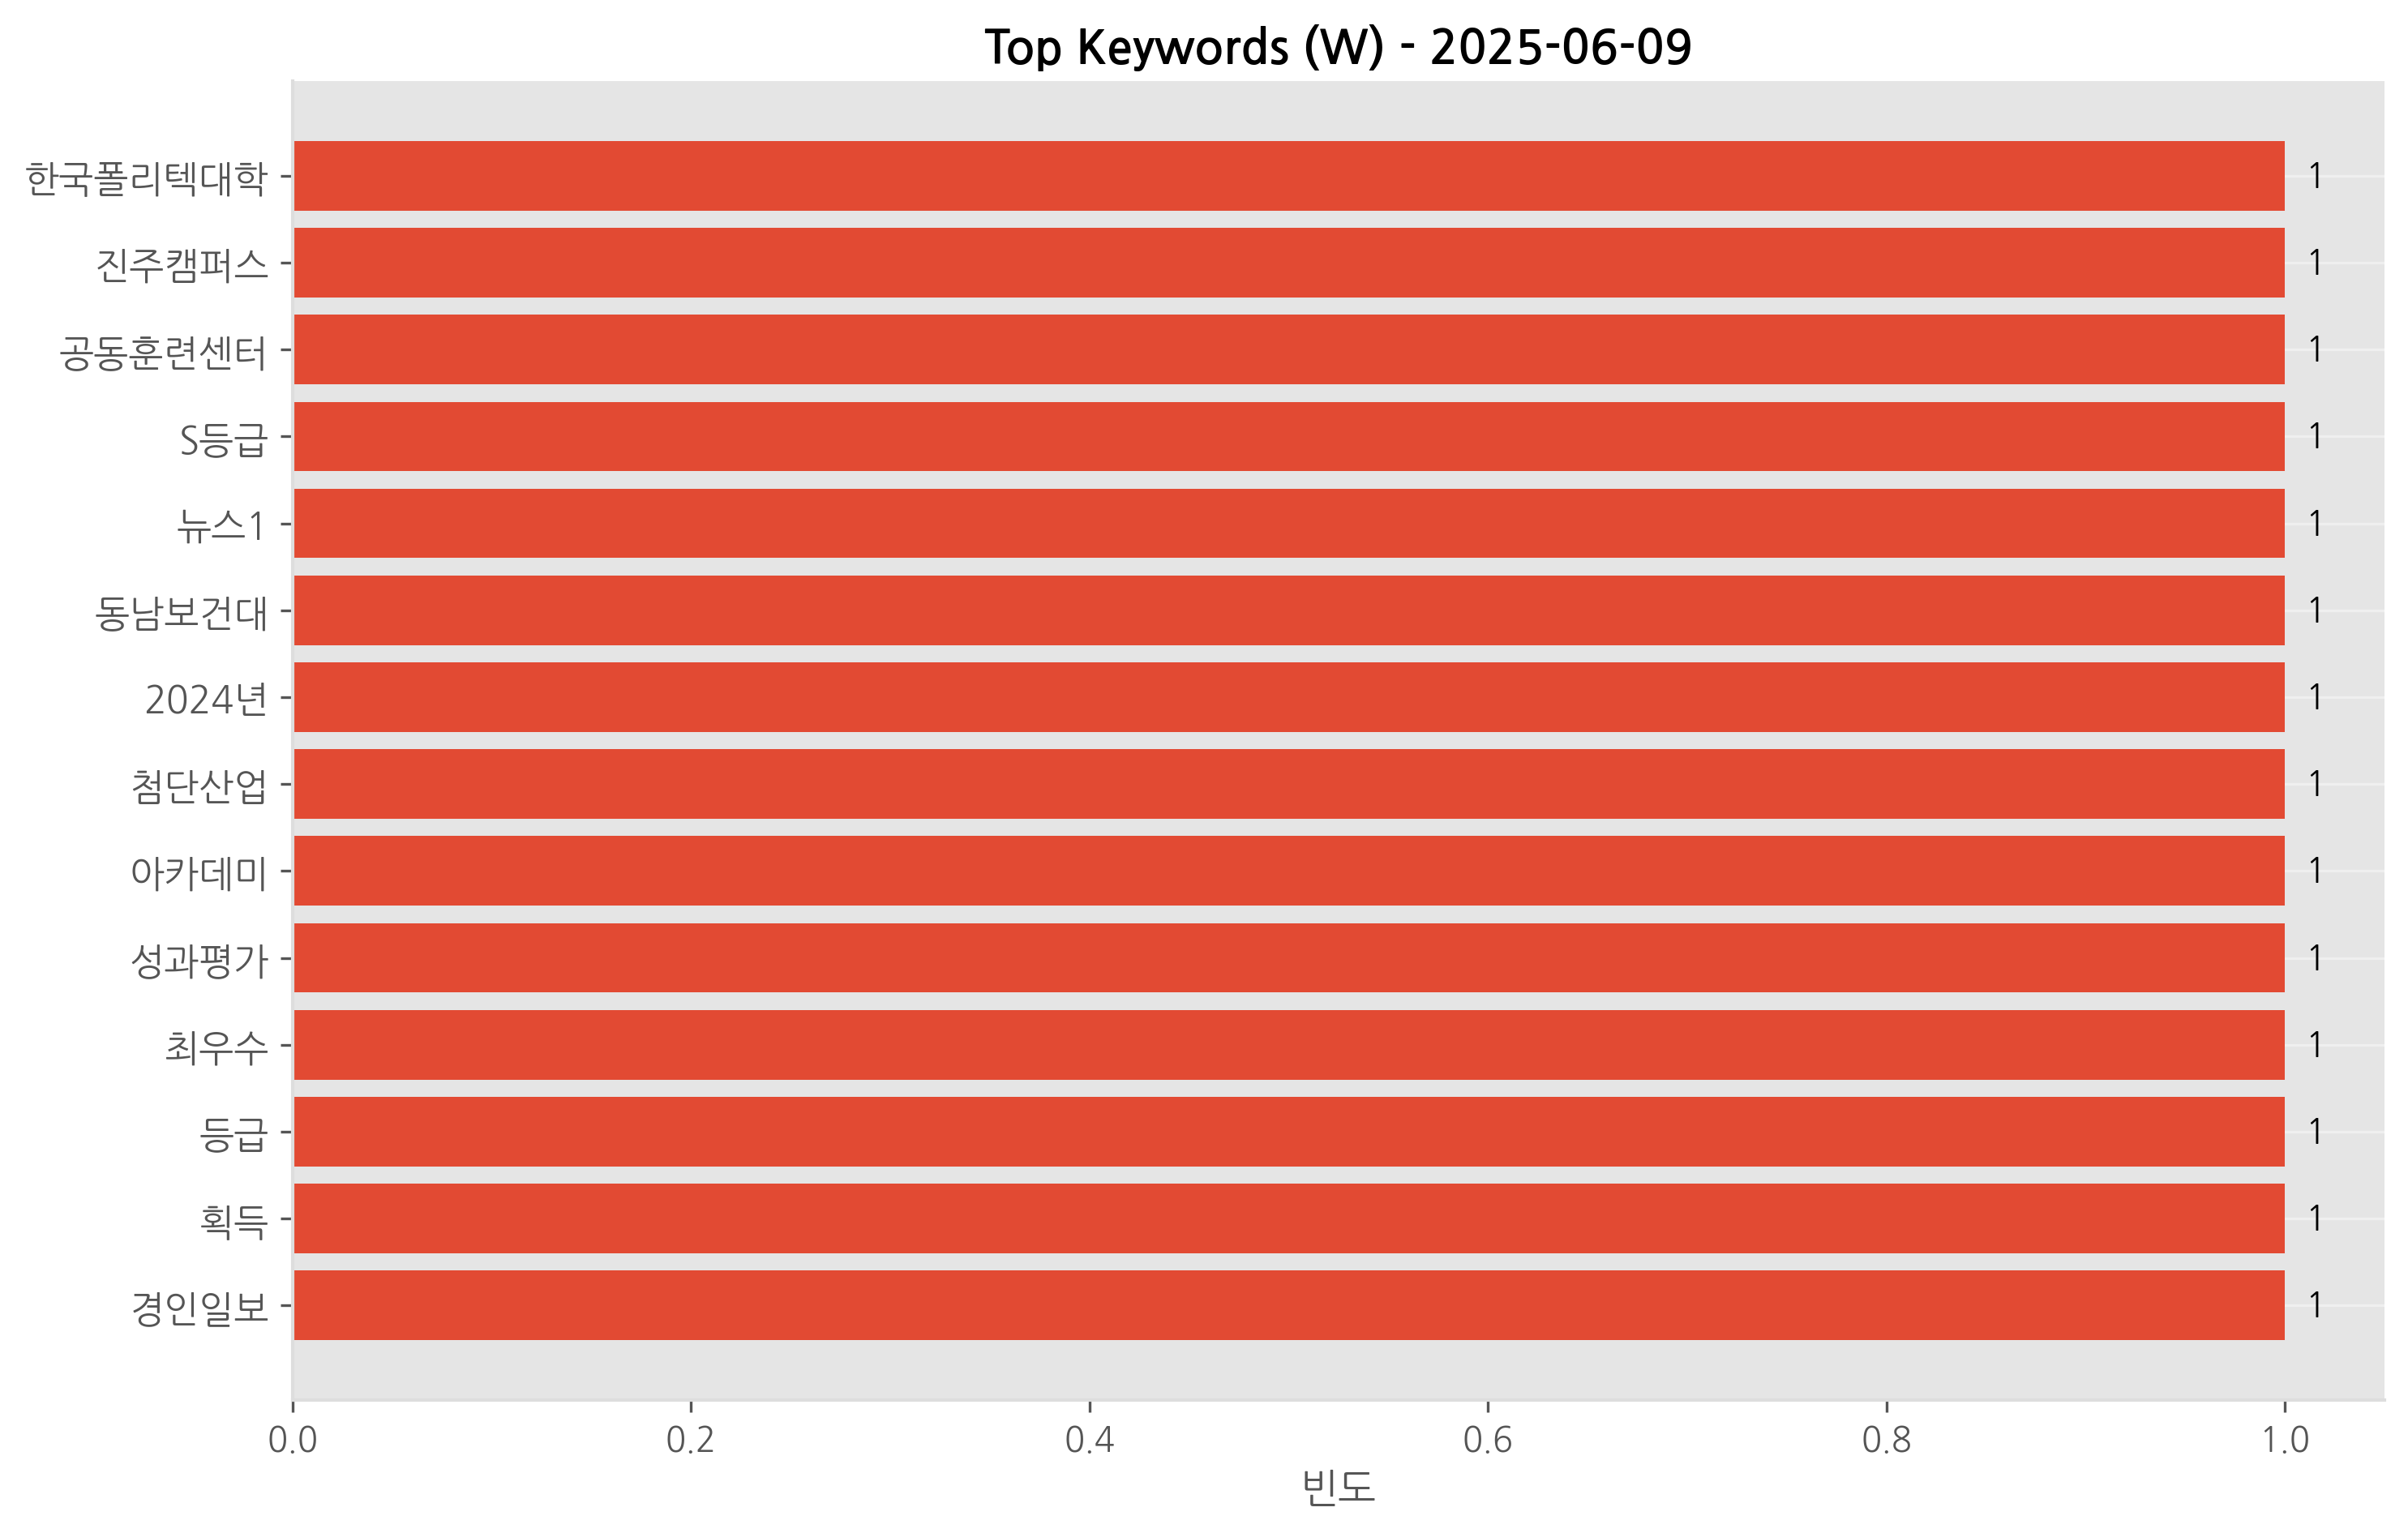 Top Keywords (W) - 2025-06-09
한국폴리텍대학 1
진주캠퍼스 1
공동훈련센터 1
S등급 1
뉴스1 1
동남보건대 1
2024년 1
첨단산업 1
아카데미 1
성과평가 1
최우수 1
등급 1
획득 1
경인일보 1
0.0 0.2 0.4 0.6 0.8 1.0
빈도